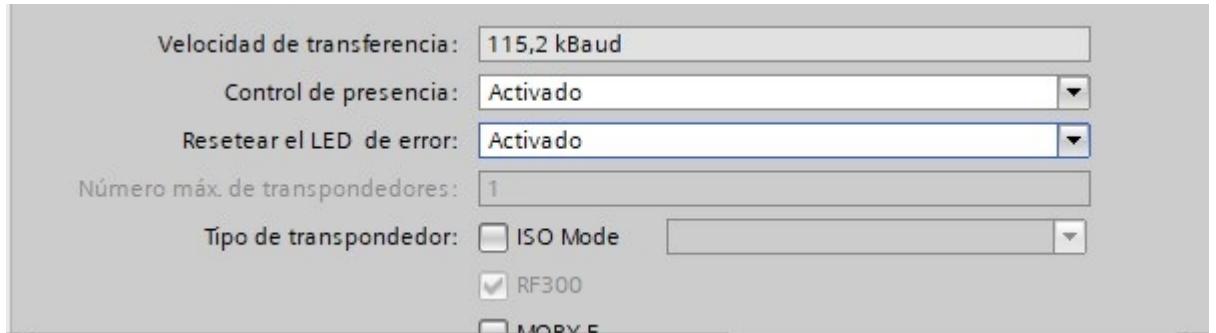 Velocidad de transferencia: 115,2 kBaud
Control de presencia: Activado
Resetear el LED de error: Activado
Número máx. de transpondedores: 1
Tipo de transpondedor: ISO Mode
RF300
MOBY E